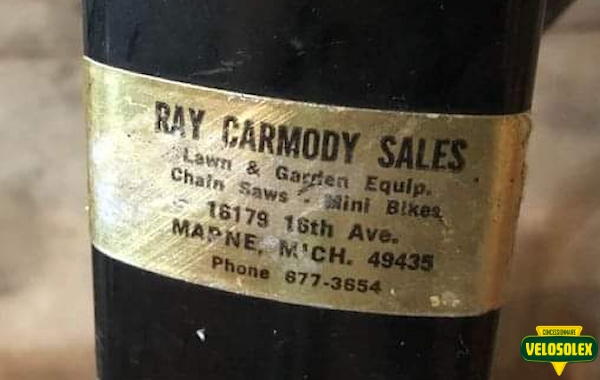 RAY CARMODY SALES
Lawn & Garden Equip.
Chain Saws - Mini Bikes
16179 16th Ave.
MARNE, MICH. 49435
Phone 677-3654
CONCESSIONNAIRE
VELOSOLEX